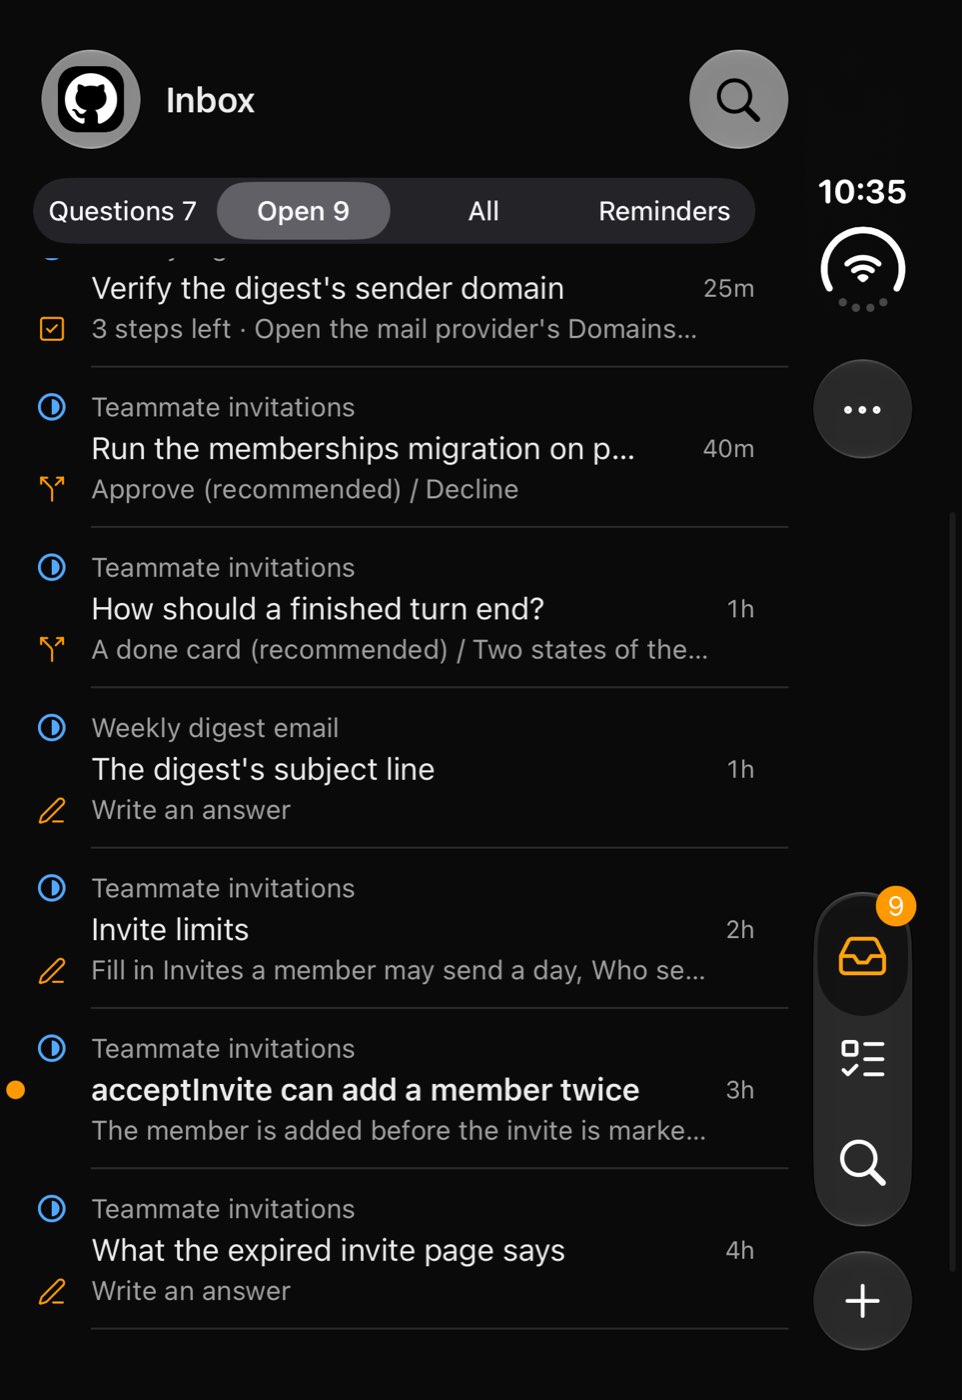 Inbox
Questions 7
Open 9
All
Reminders
10:35
Verify the digest's sender domain
25m
3 steps left · Open the mail provider's Domains...
Teammate invitations
Run the memberships migration on p...
40m
Approve (recommended) / Decline
Teammate invitations
How should a finished turn end?
1h
A done card (recommended) / Two states of the...
Weekly digest email
The digest's subject line
1h
Write an answer
Teammate invitations
Invite limits
2h
Fill in Invites a member may send a day, Who se...
9
Teammate invitations
acceptInvite can add a member twice
3h
The member is added before the invite is marke...
Teammate invitations
What the expired invite page says
4h
Write an answer